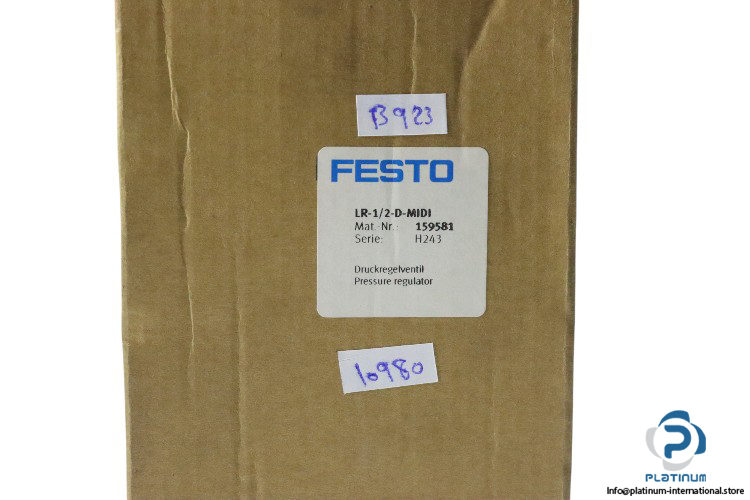 B923
FESTO
LR-1/2-D-MIDI
Mat.-Nr.: 159581
Serie: H243
Druckregelventil
Pressure regulator
10980
PLATINUM
Info@platinum-international.store